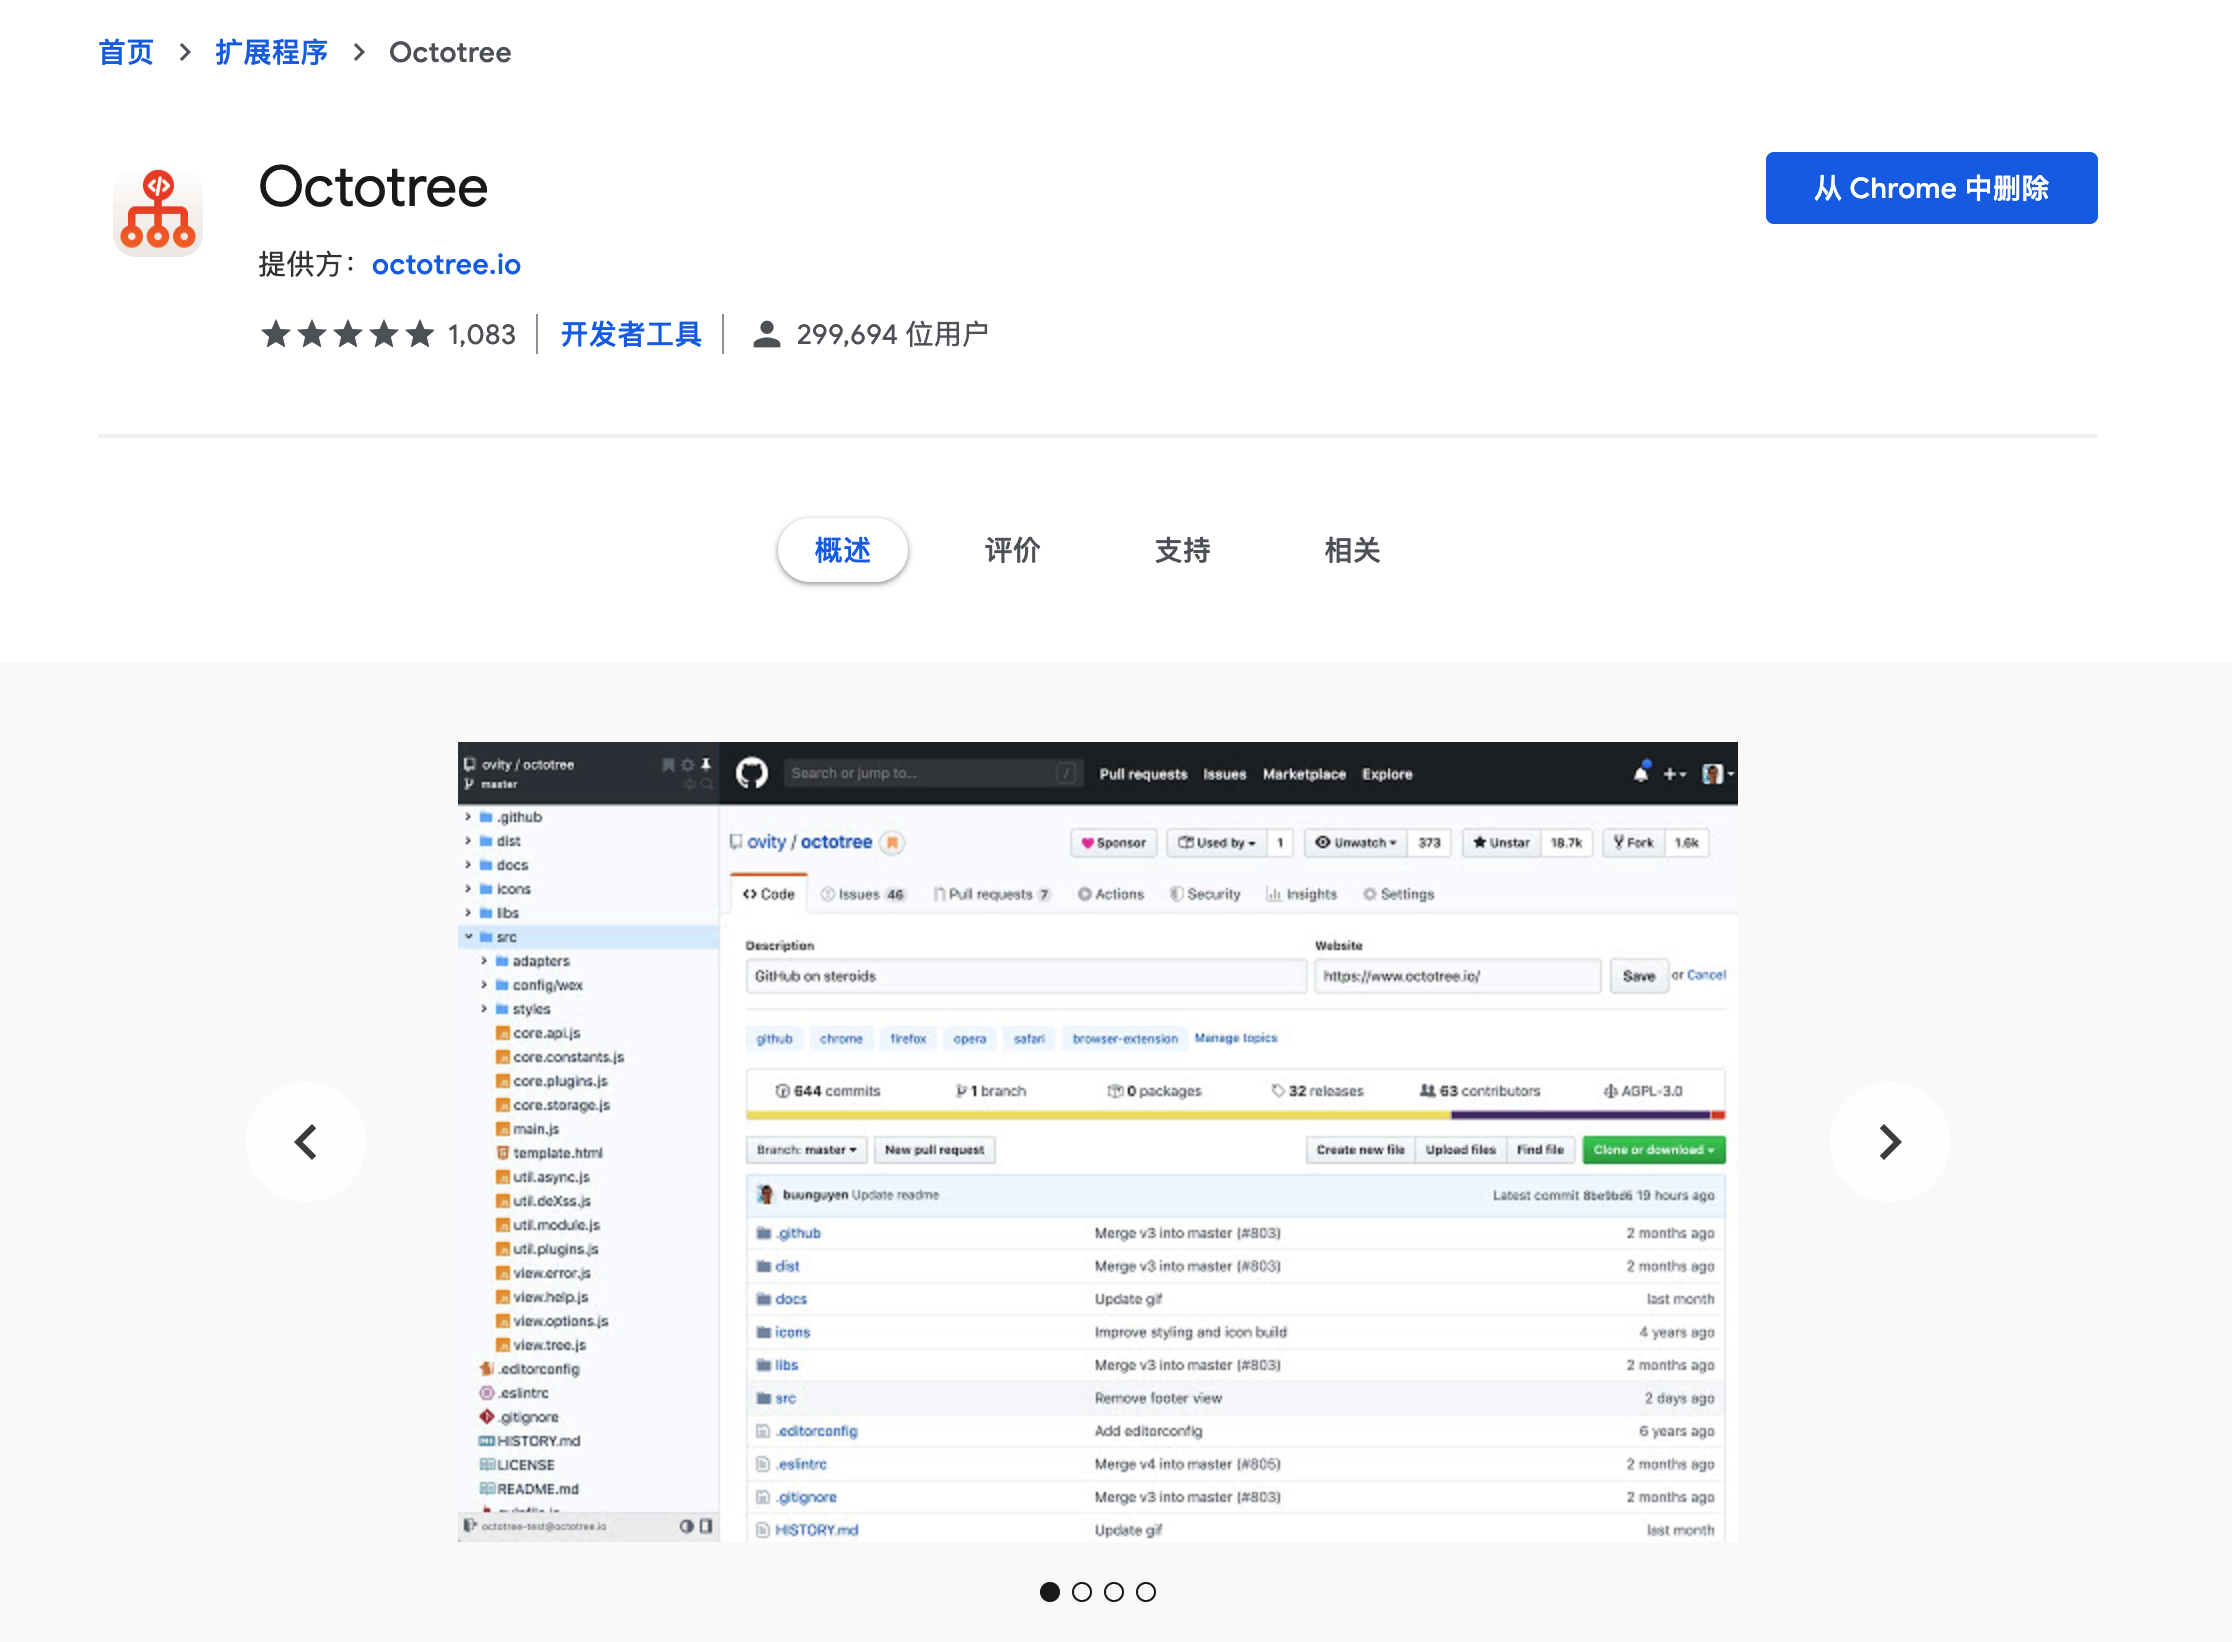 首页 > 扩展程序 > Octotree
Octotree
从 Chrome 中删除
提供方： octotree.io
1,083 开发者工具 299,694 位用户
概述 评价 支持 相关
ovity / octotree
master
.github
dist
docs
icons
libs
src
adapters
config/wex
styles
core.api.js
core.constants.js
core.plugins.js
core.storage.js
main.js
template.html
util.async.js
util.deXss.js
util.module.js
util.plugins.js
view.error.js
view.help.js
view.options.js
view.tree.js
.editorconfig
.eslintrc
.gitignore
HISTORY.md
LICENSE
README.md
octotree-test@octotree.io
Search or jump to... / Pull requests Issues Marketplace Explore
ovity / octotree Sponsor Used by 1 Unwatch 373 Unstar 18.7k Fork 1.6k
Code Issues 46 Pull requests 7 Actions Security Insights Settings
Description Website
GitHub on steroids https://www.octotree.io/ Save or Cancel
github chrome firefox opera safari browser-extension Manage topics
644 commits 1 branch 0 packages 32 releases 63 contributors AGPL-3.0
Branch: master New pull request Create new file Upload files Find file Clone or download
buunguyen Update readme Latest commit 8be9bd6 19 hours ago
.github Merge v3 into master (#803) 2 months ago
dist Merge v3 into master (#803) 2 months ago
docs Update gif last month
icons Improve styling and icon build 4 years ago
libs Merge v3 into master (#803) 2 months ago
src Remove footer view 2 days ago
.editorconfig Add editorconfig 6 years ago
.eslintrc Merge v4 into master (#805) 2 months ago
.gitignore Merge v3 into master (#803) 2 months ago
HISTORY.md Update gif last month